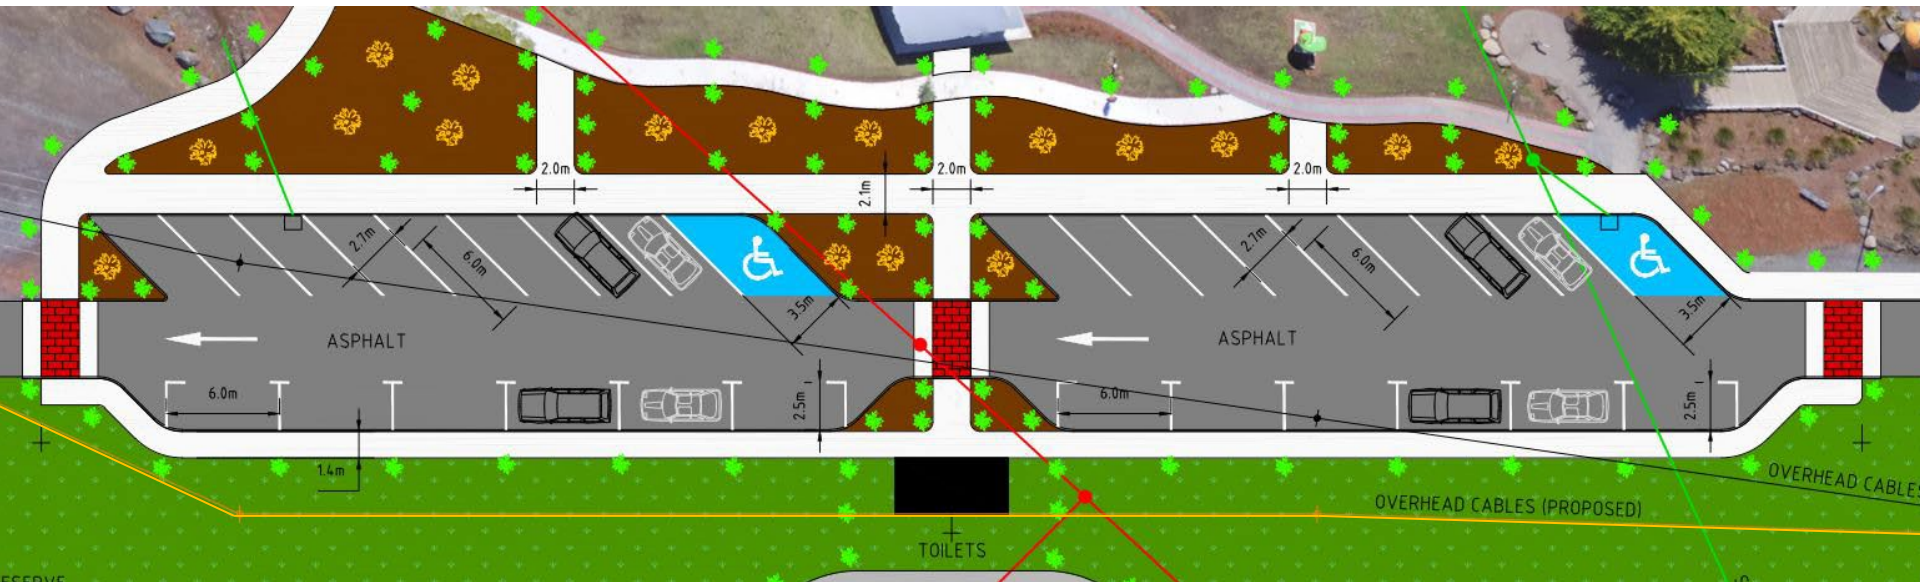 2.0m
2.0m
2.0m
2.1m
2.7m
6.0m
3.5m
2.7m
6.0m
3.5m
ASPHALT
ASPHALT
6.0m
2.5m
6.0m
2.5m
1.4m
OVERHEAD CABLES
OVERHEAD CABLES (PROPOSED)
TOILETS